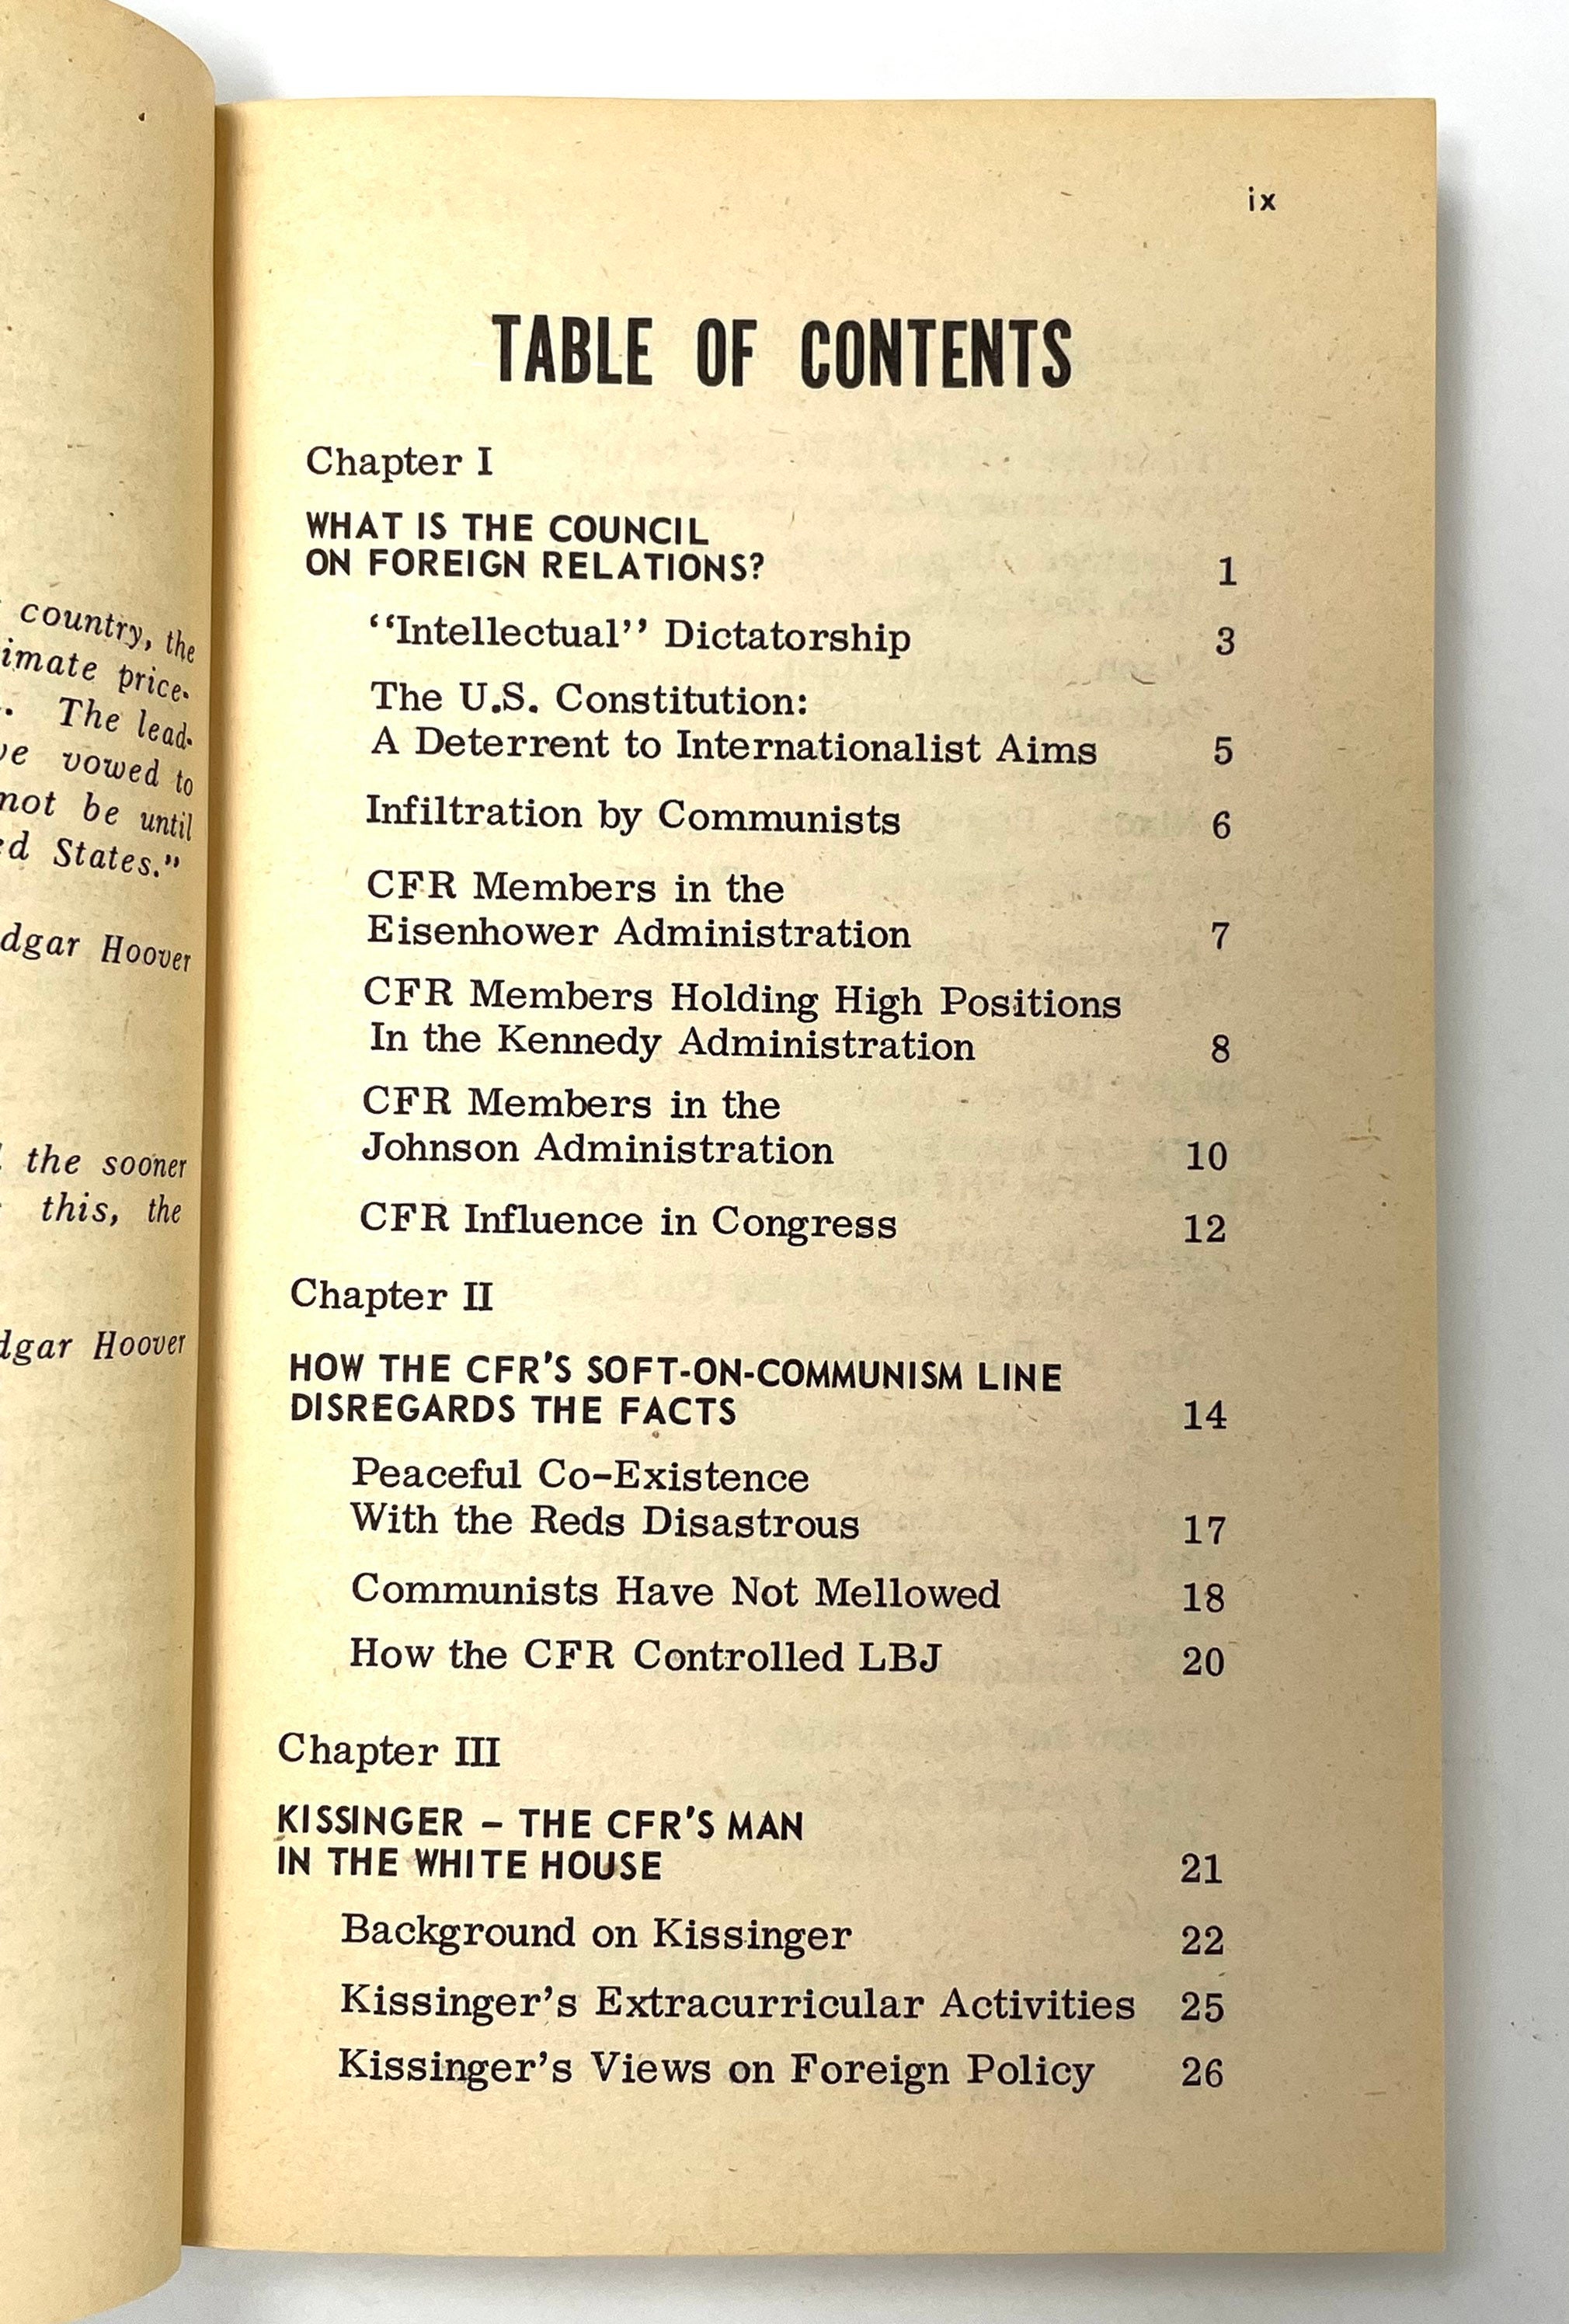 country, the
imate price-
. The lead-
vowed to
not be until
ed States."
dgar Hoover
the sooner
this, the
dgar Hoover
ix
TABLE OF CONTENTS
Chapter I
WHAT IS THE COUNCIL
ON FOREIGN RELATIONS? 1
"Intellectual" Dictatorship 3
The U.S. Constitution:
A Deterrent to Internationalist Aims 5
Infiltration by Communists 6
CFR Members in the
Eisenhower Administration 7
CFR Members Holding High Positions
In the Kennedy Administration 8
CFR Members in the
Johnson Administration 10
CFR Influence in Congress 12
Chapter II
HOW THE CFR'S SOFT-ON-COMMUNISM LINE
DISREGARDS THE FACTS 14
Peaceful Co-Existence
With the Reds Disastrous 17
Communists Have Not Mellowed 18
How the CFR Controlled LBJ 20
Chapter III
KISSINGER – THE CFR'S MAN
IN THE WHITE HOUSE 21
Background on Kissinger 22
Kissinger's Extracurricular Activities 25
Kissinger's Views on Foreign Policy 26